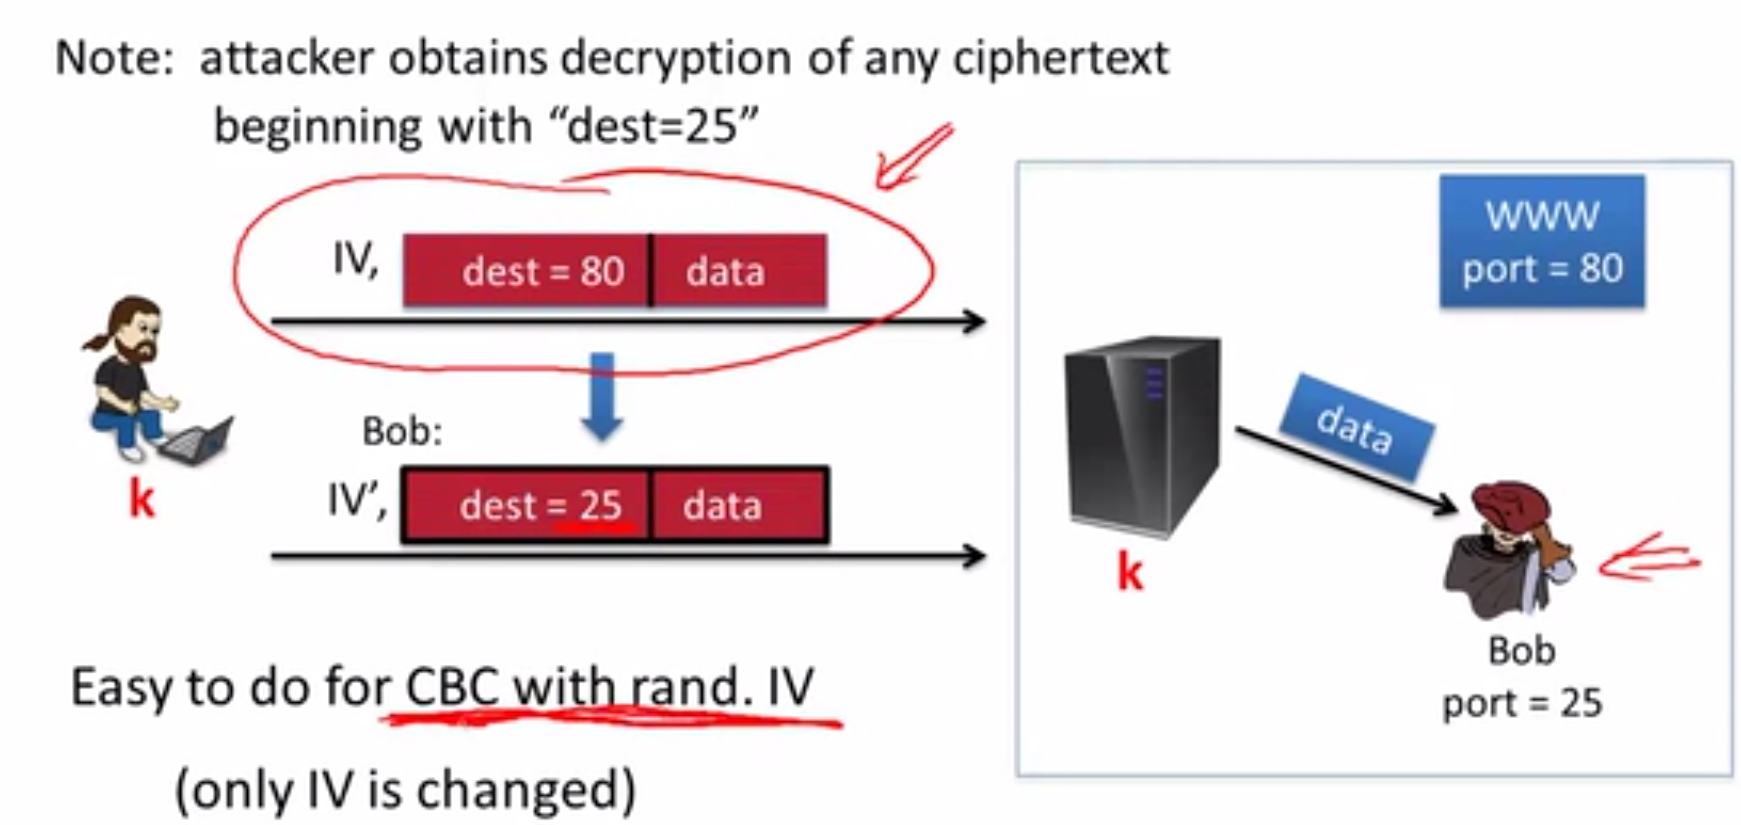 Note: attacker obtains decryption of any ciphertext
beginning with “dest=25”
IV, dest = 80 data
Bob:
IV’, dest = 25 data
k
Easy to do for CBC with rand. IV
(only IV is changed)
WWW
port = 80
data
k
Bob
port = 25